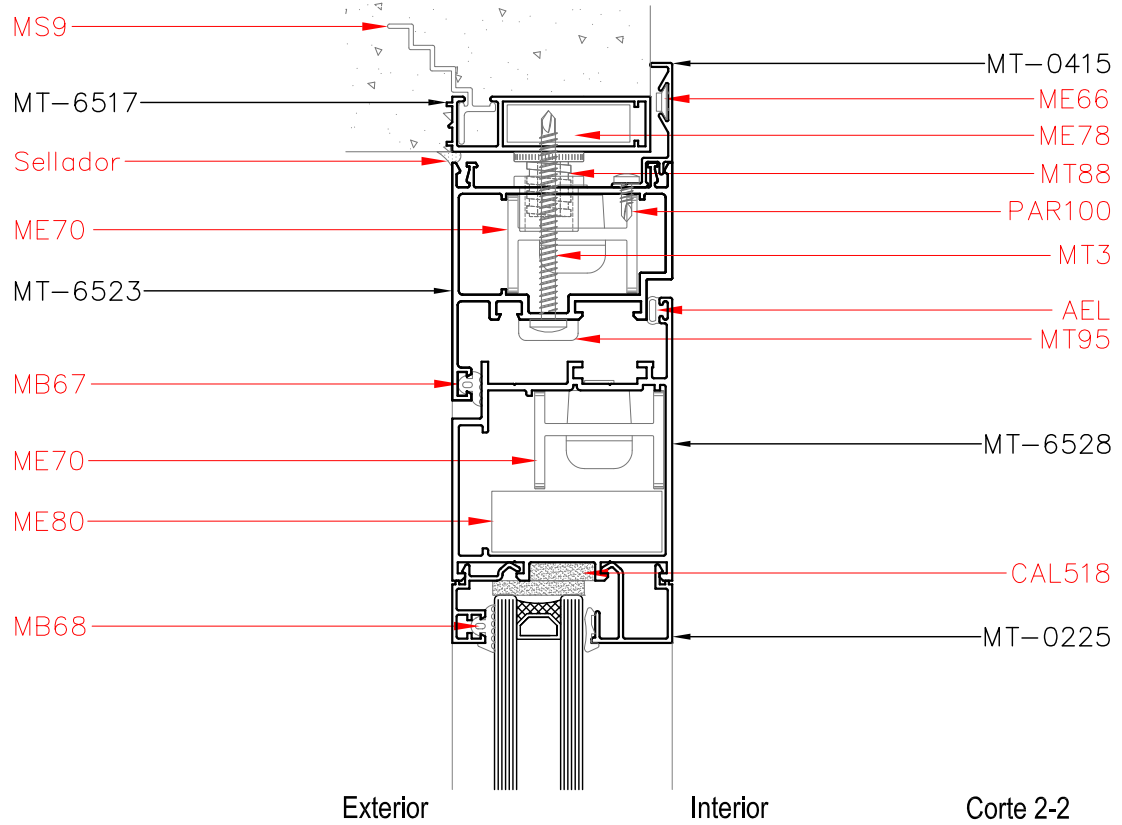 MS9
MT-6517
Sellador
ME70
MT-6523
MB67
ME70
ME80
MB68
MT-0415
ME66
ME78
MT88
PAR100
MT3
AEL
MT95
MT-6528
CAL518
MT-0225
Exterior
Interior
Corte 2-2